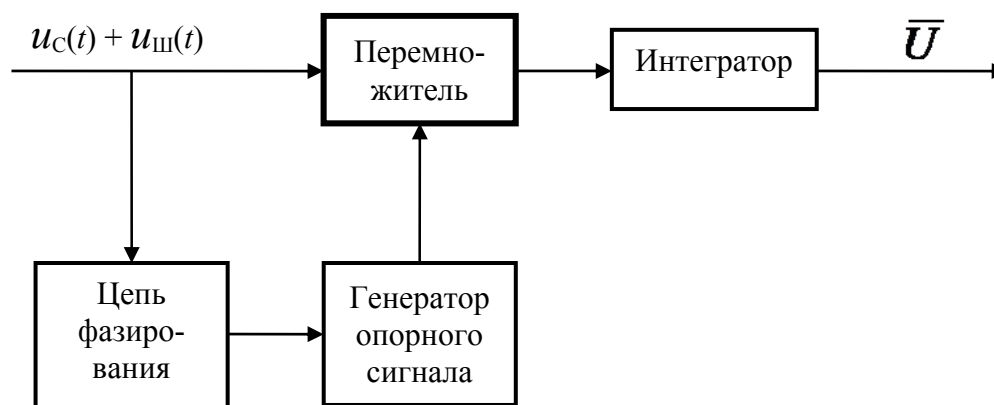 uС(t) + uШ(t)
Перемно-
житель
Интегратор
U̅
Цепь
фазиро-
вания
Генератор
опорного
сигнала